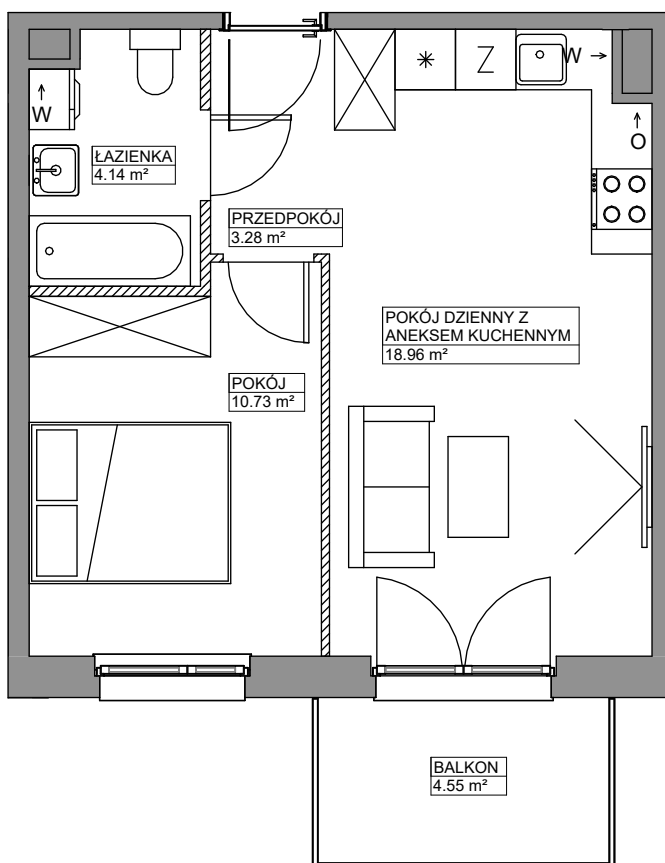 W
Z
W
O
ŁAZIENKA
4.14 m²
PRZEDPOKÓJ
3.28 m²
POKÓJ DZIENNY Z
ANEKSEM KUCHENNYM
18.96 m²
POKÓJ
10.73 m²
BALKON
4.55 m²